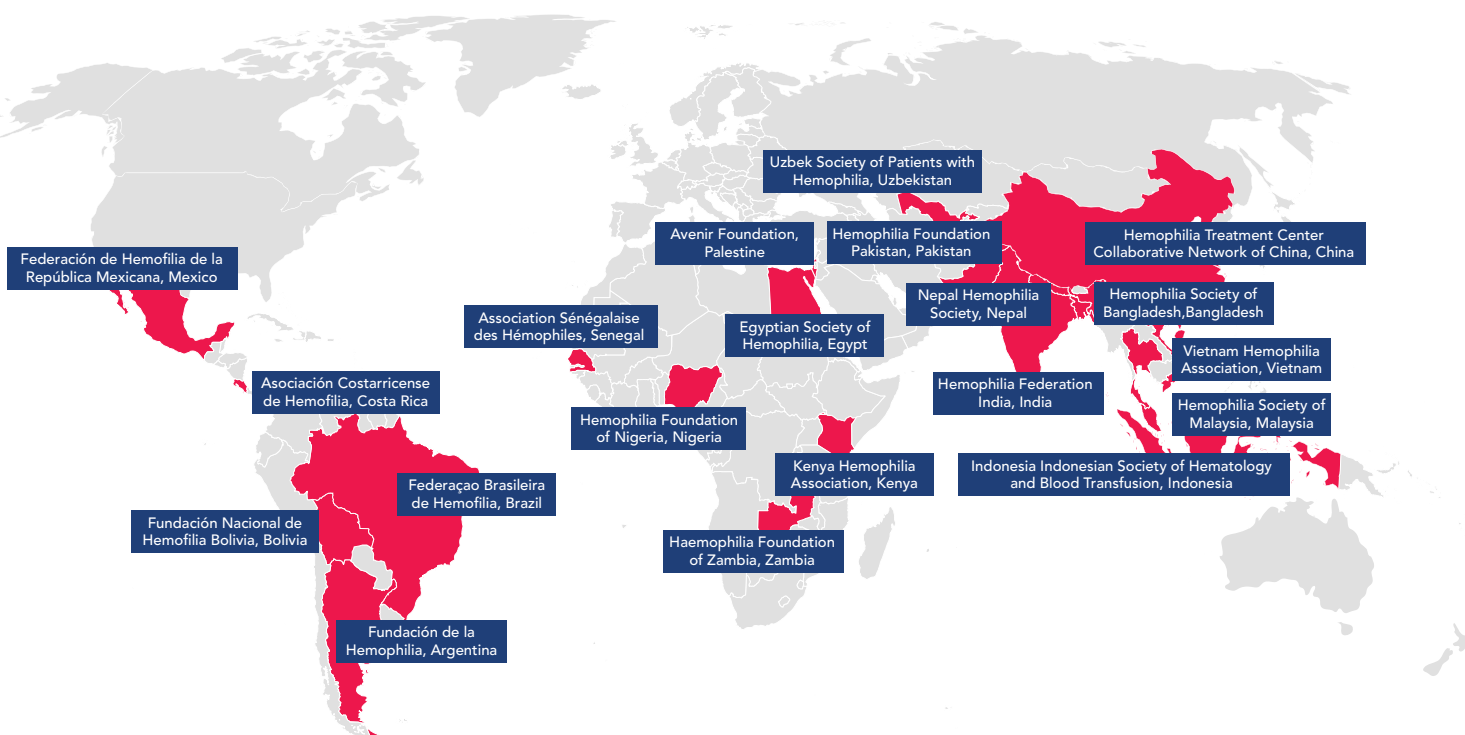 Uzbek Society of Patients with
Hemophilia, Uzbekistan
Avenir Foundation,
Palestine
Hemophilia Foundation
Pakistan, Pakistan
Hemophilia Treatment Center
Collaborative Network of China, China
Federación de Hemofilia de la
República Mexicana, Mexico
Nepal Hemophilia
Society, Nepal
Hemophilia Society of
Bangladesh,Bangladesh
Association Sénégalaise
des Hémophiles, Senegal
Egyptian Society of
Hemophilia, Egypt
Vietnam Hemophilia
Association, Vietnam
Asociación Costarricense
de Hemofilia, Costa Rica
Hemophilia Federation
India, India
Hemophilia Society of
Malaysia, Malaysia
Hemophilia Foundation
of Nigeria, Nigeria
Kenya Hemophilia
Association, Kenya
Indonesia Indonesian Society of Hematology
and Blood Transfusion, Indonesia
Federaçao Brasileira
de Hemofilia, Brazil
Fundación Nacional de
Hemofilia Bolivia, Bolivia
Haemophilia Foundation
of Zambia, Zambia
Fundación de la
Hemophilia, Argentina